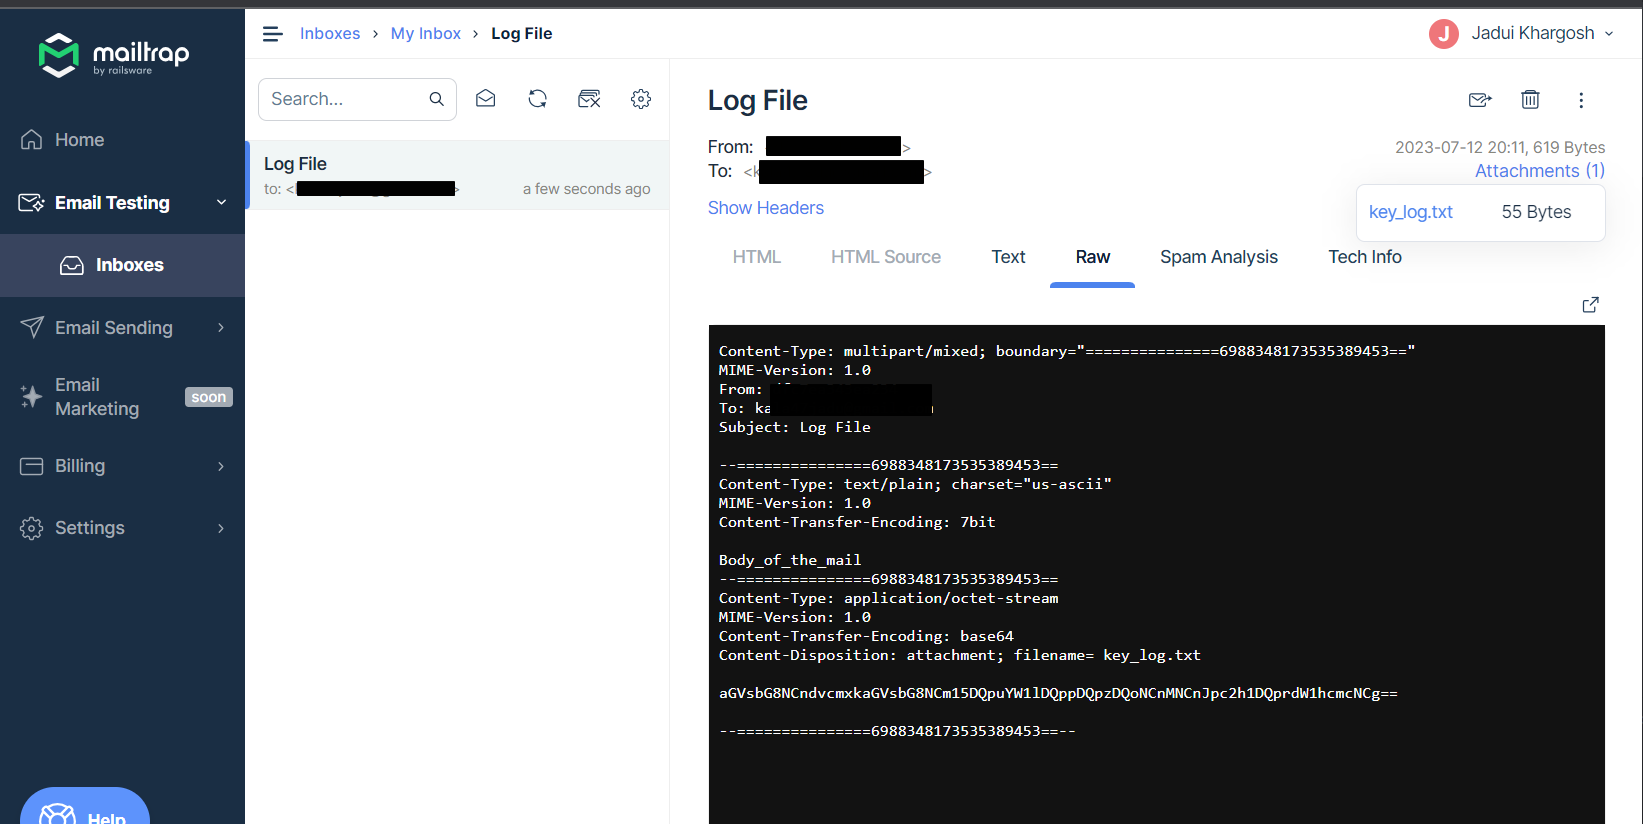 mailtrap
by railsware
Home
Email Testing
Inboxes
Email Sending
Email
Marketing
soon
Billing
Settings
Help
Inboxes › My Inbox › Log File
J Jadui Khargosh
Search...
Log File
to: < >
a few seconds ago
Log File
From: >
To: <k >
Show Headers
2023-07-12 20:11, 619 Bytes
Attachments (1)
key_log.txt 55 Bytes
HTML HTML Source Text Raw Spam Analysis Tech Info
Content-Type: multipart/mixed; boundary="===============6988348173535389453=="
MIME-Version: 1.0
From:
To: ka
Subject: Log File
--===============6988348173535389453==
Content-Type: text/plain; charset="us-ascii"
MIME-Version: 1.0
Content-Transfer-Encoding: 7bit
Body_of_the_mail
--===============6988348173535389453==
Content-Type: application/octet-stream
MIME-Version: 1.0
Content-Transfer-Encoding: base64
Content-Disposition: attachment; filename= key_log.txt
aGVsbG8NCndvcmxkaGVsbG8NCm15DQpuYW1lDQppDQpzDQoNCnMNCnJpc2h1DQprdW1hcmcNCg==
--===============6988348173535389453==--